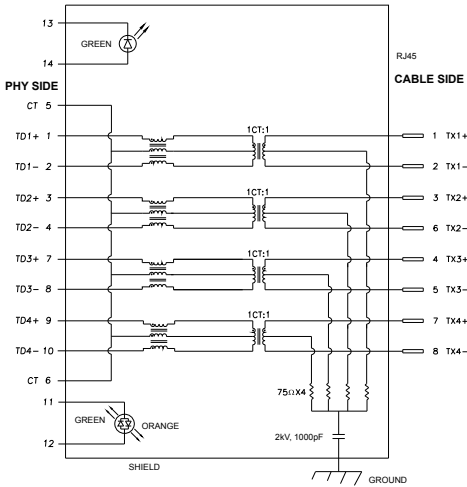 13
GREEN
14
RJ45
PHY SIDE
CABLE SIDE
CT 5
TD1+ 1
1CT:1
1 TX1+
TD1- 2
2 TX1-
TD2+ 3
1CT:1
3 TX2+
TD2- 4
6 TX2-
TD3+ 7
1CT:1
4 TX3+
TD3- 8
5 TX3-
TD4+ 9
1CT:1
7 TX4+
TD4- 10
8 TX4-
CT 6
75ΩX4
11
GREEN
ORANGE
12
2kV, 1000pF
SHIELD
GROUND